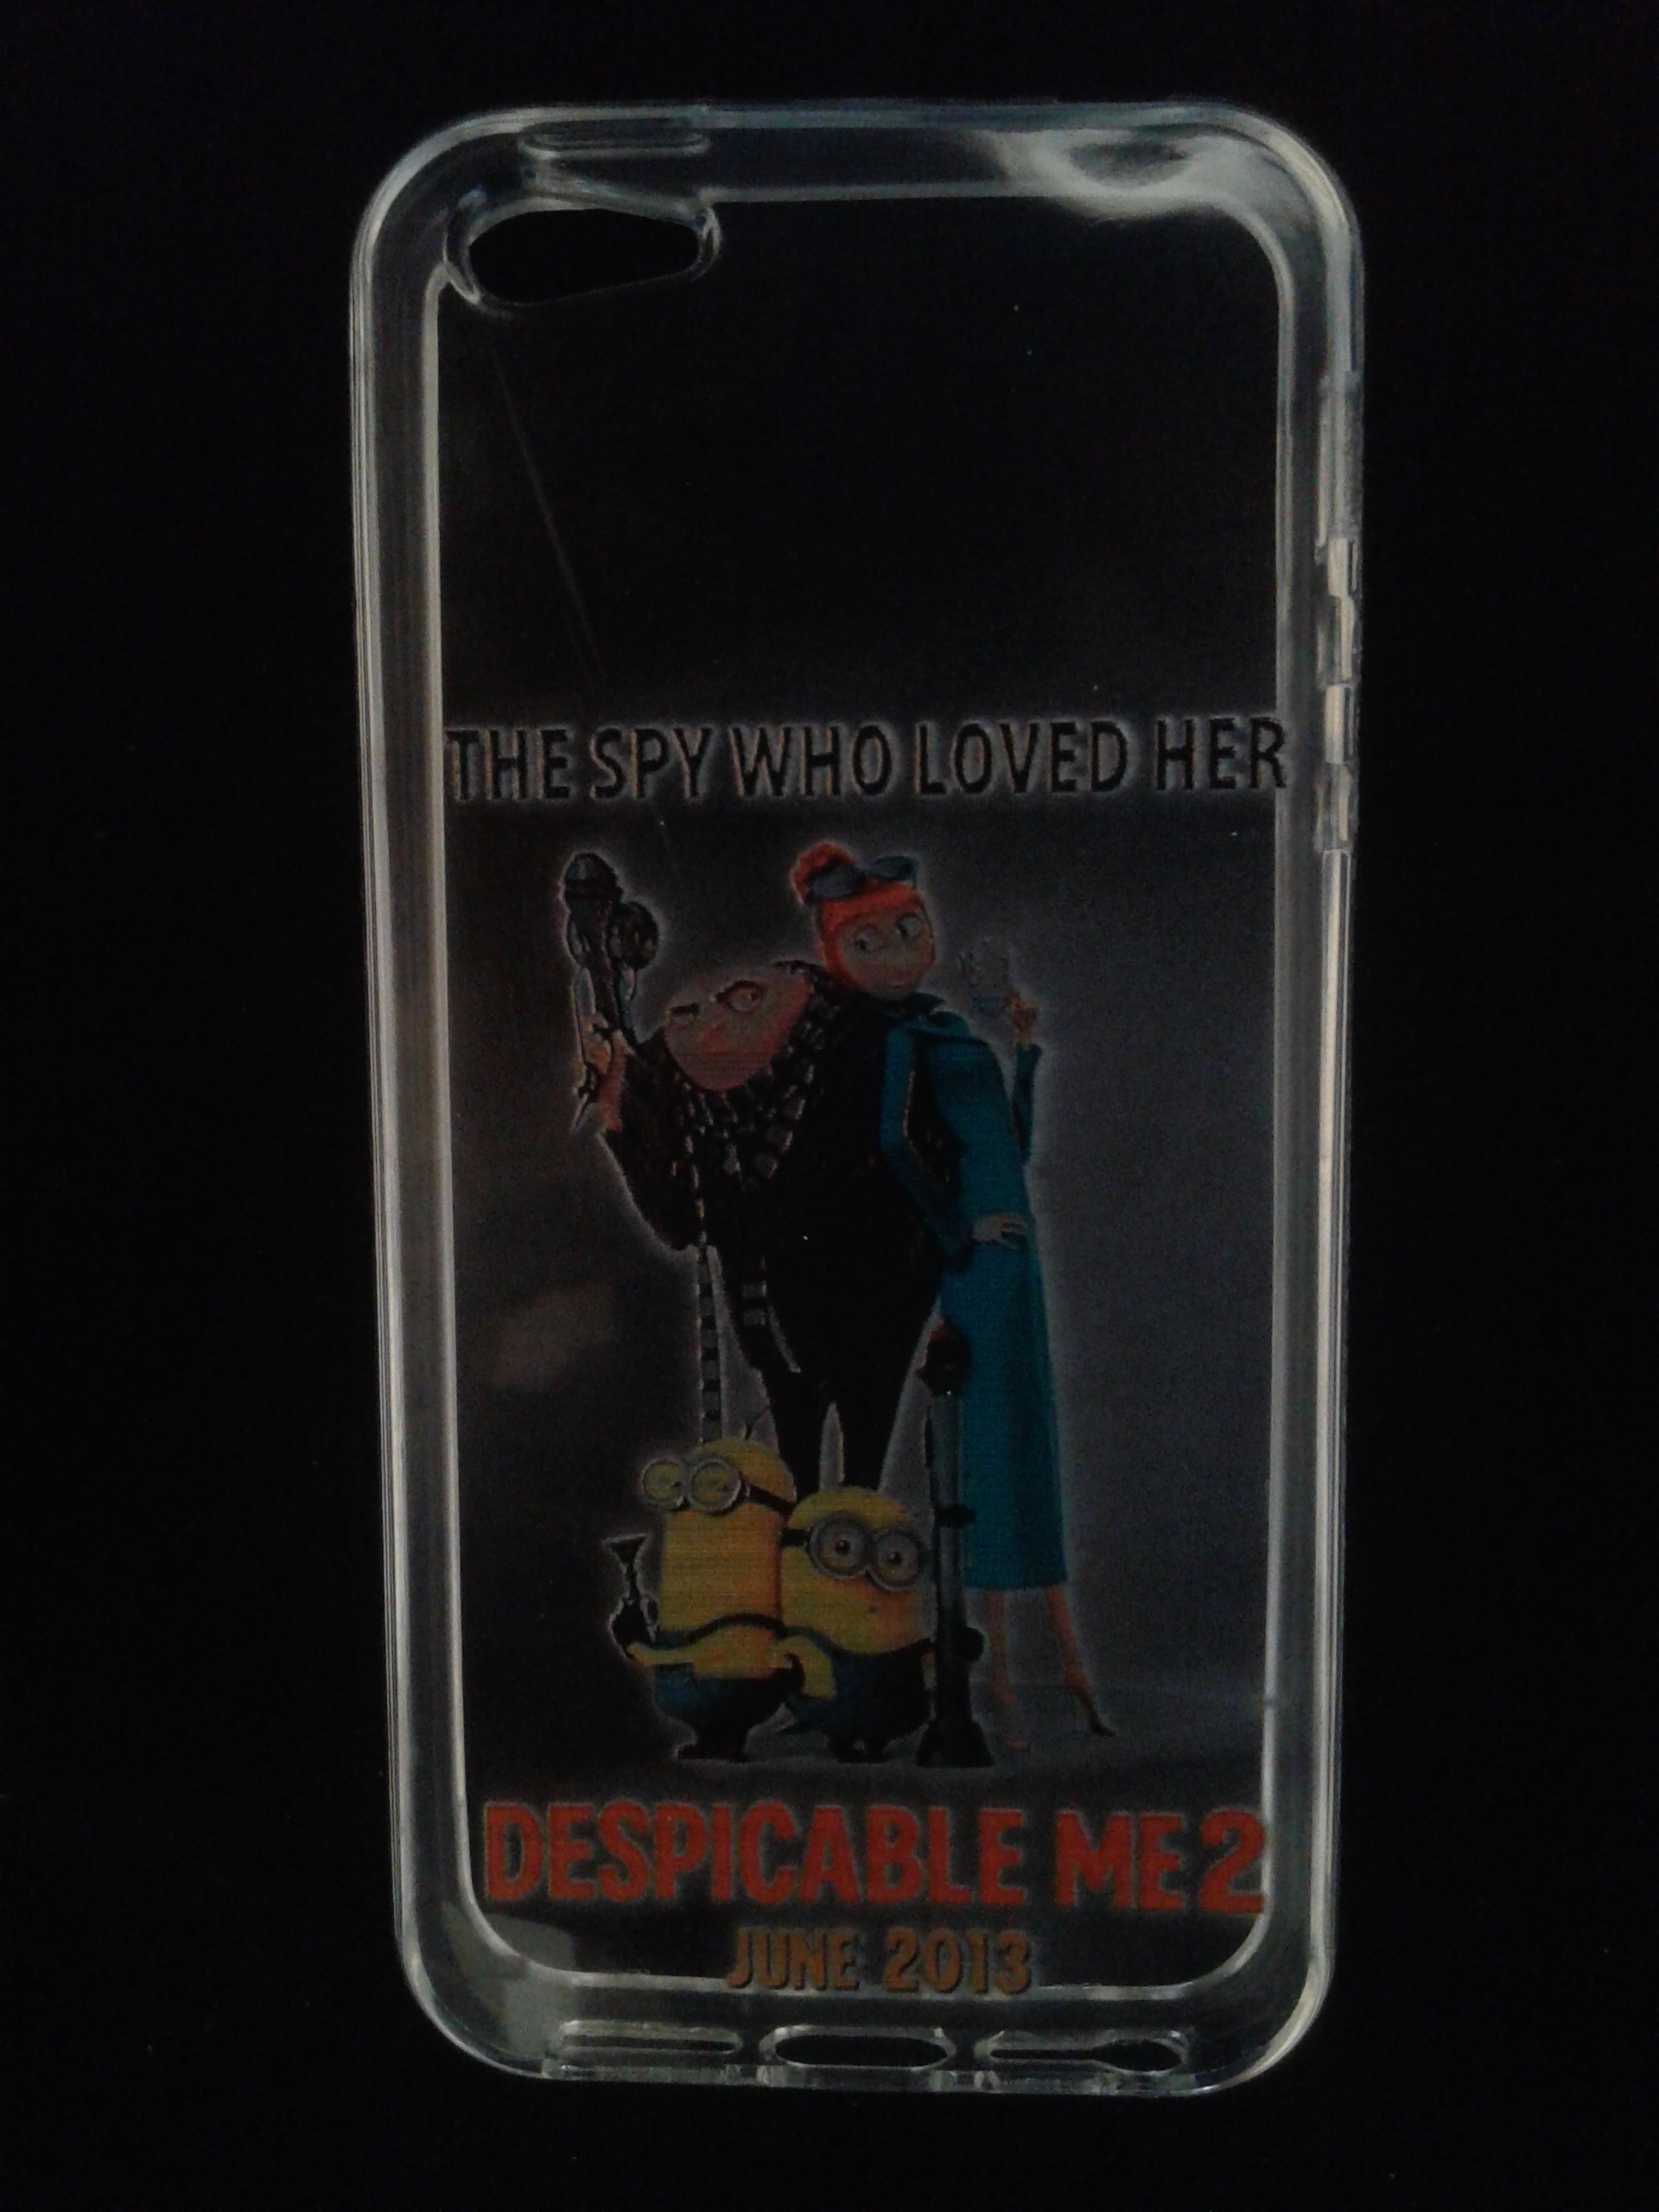 THE SPY WHO LOVED HER
DESPICABLE ME 2
JUNE 2013